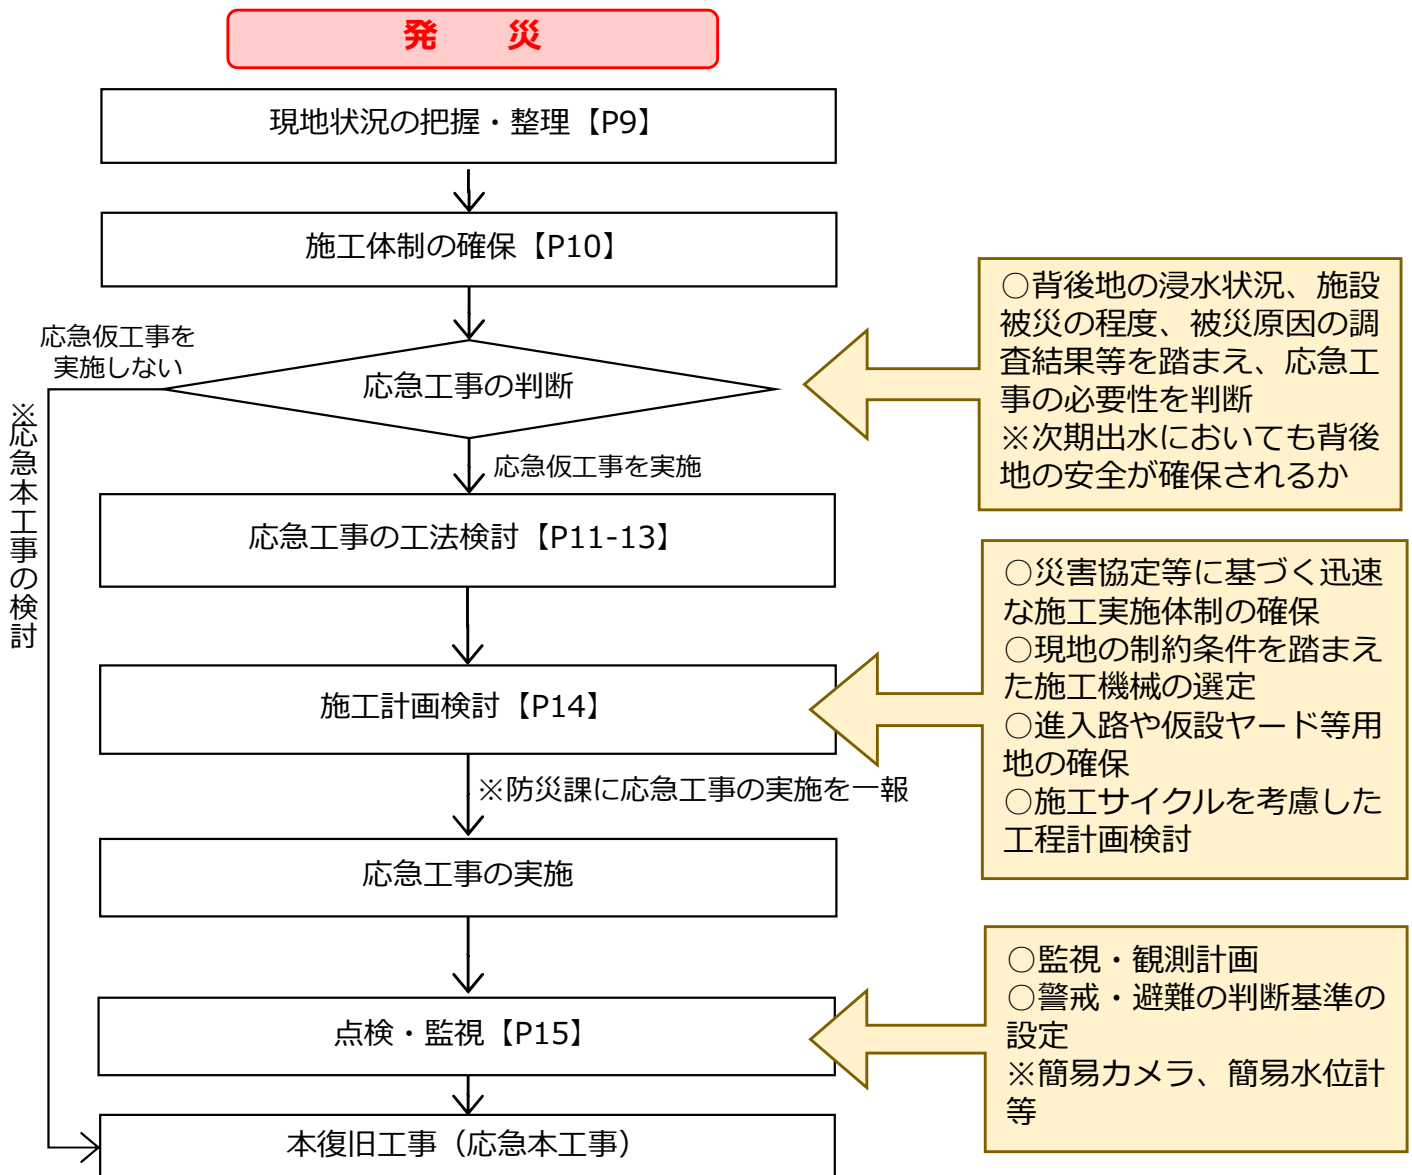 発　災
現地状況の把握・整理【P9】
施工体制の確保【P10】
応急仮工事を
実施しない
応急工事の判断
○背後地の浸水状況、施設
被災の程度、被災原因の調
査結果等を踏まえ、応急工
事の必要性を判断
※次期出水においても背後
地の安全が確保されるか
※応急本工事の検討
応急仮工事を実施
応急工事の工法検討【P11-13】
施工計画検討【P14】
○災害協定等に基づく迅速
な施工実施体制の確保
○現地の制約条件を踏まえ
た施工機械の選定
○進入路や仮設ヤード等用
地の確保
○施工サイクルを考慮した
工程計画検討
※防災課に応急工事の実施を一報
応急工事の実施
点検・監視【P15】
○監視・観測計画
○警戒・避難の判断基準の
設定
※簡易カメラ、簡易水位計
等
本復旧工事（応急本工事）